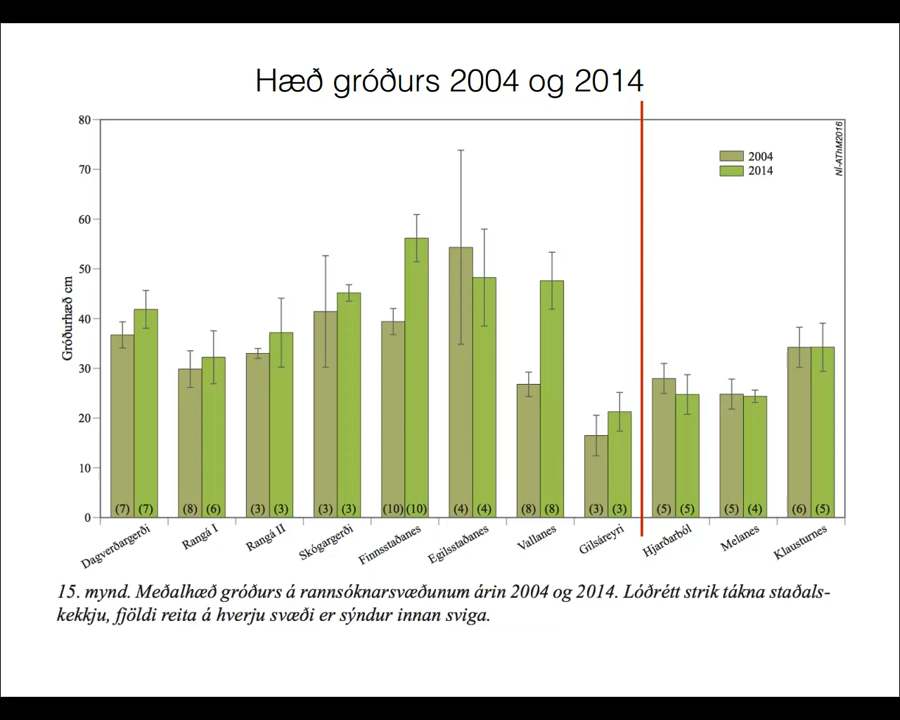 Hæð gróðurs 2004 og 2014
80
70
60
50
40
30
20
10
0
Gróðurhæð cm
2004
2014
NÍ-AThM2016
(7) (7) (8) (6) (3) (3) (3) (3) (10) (10) (4) (4) (8) (8) (3) (3) (5) (5) (5) (4) (6) (5)
Dagverðargerði
Rangá I
Rangá II
Skógargerði
Finnsstaðanes
Egilsstaðanes
Vallanes
Gilsáreyri
Hjarðarból
Melanes
Klausturnes
15. mynd. Meðalhæð gróðurs á rannsóknarsvæðunum árin 2004 og 2014. Lóðrétt strik tákna staðals-
kekkju, fjöldi reita á hverju svæði er sýndur innan sviga.